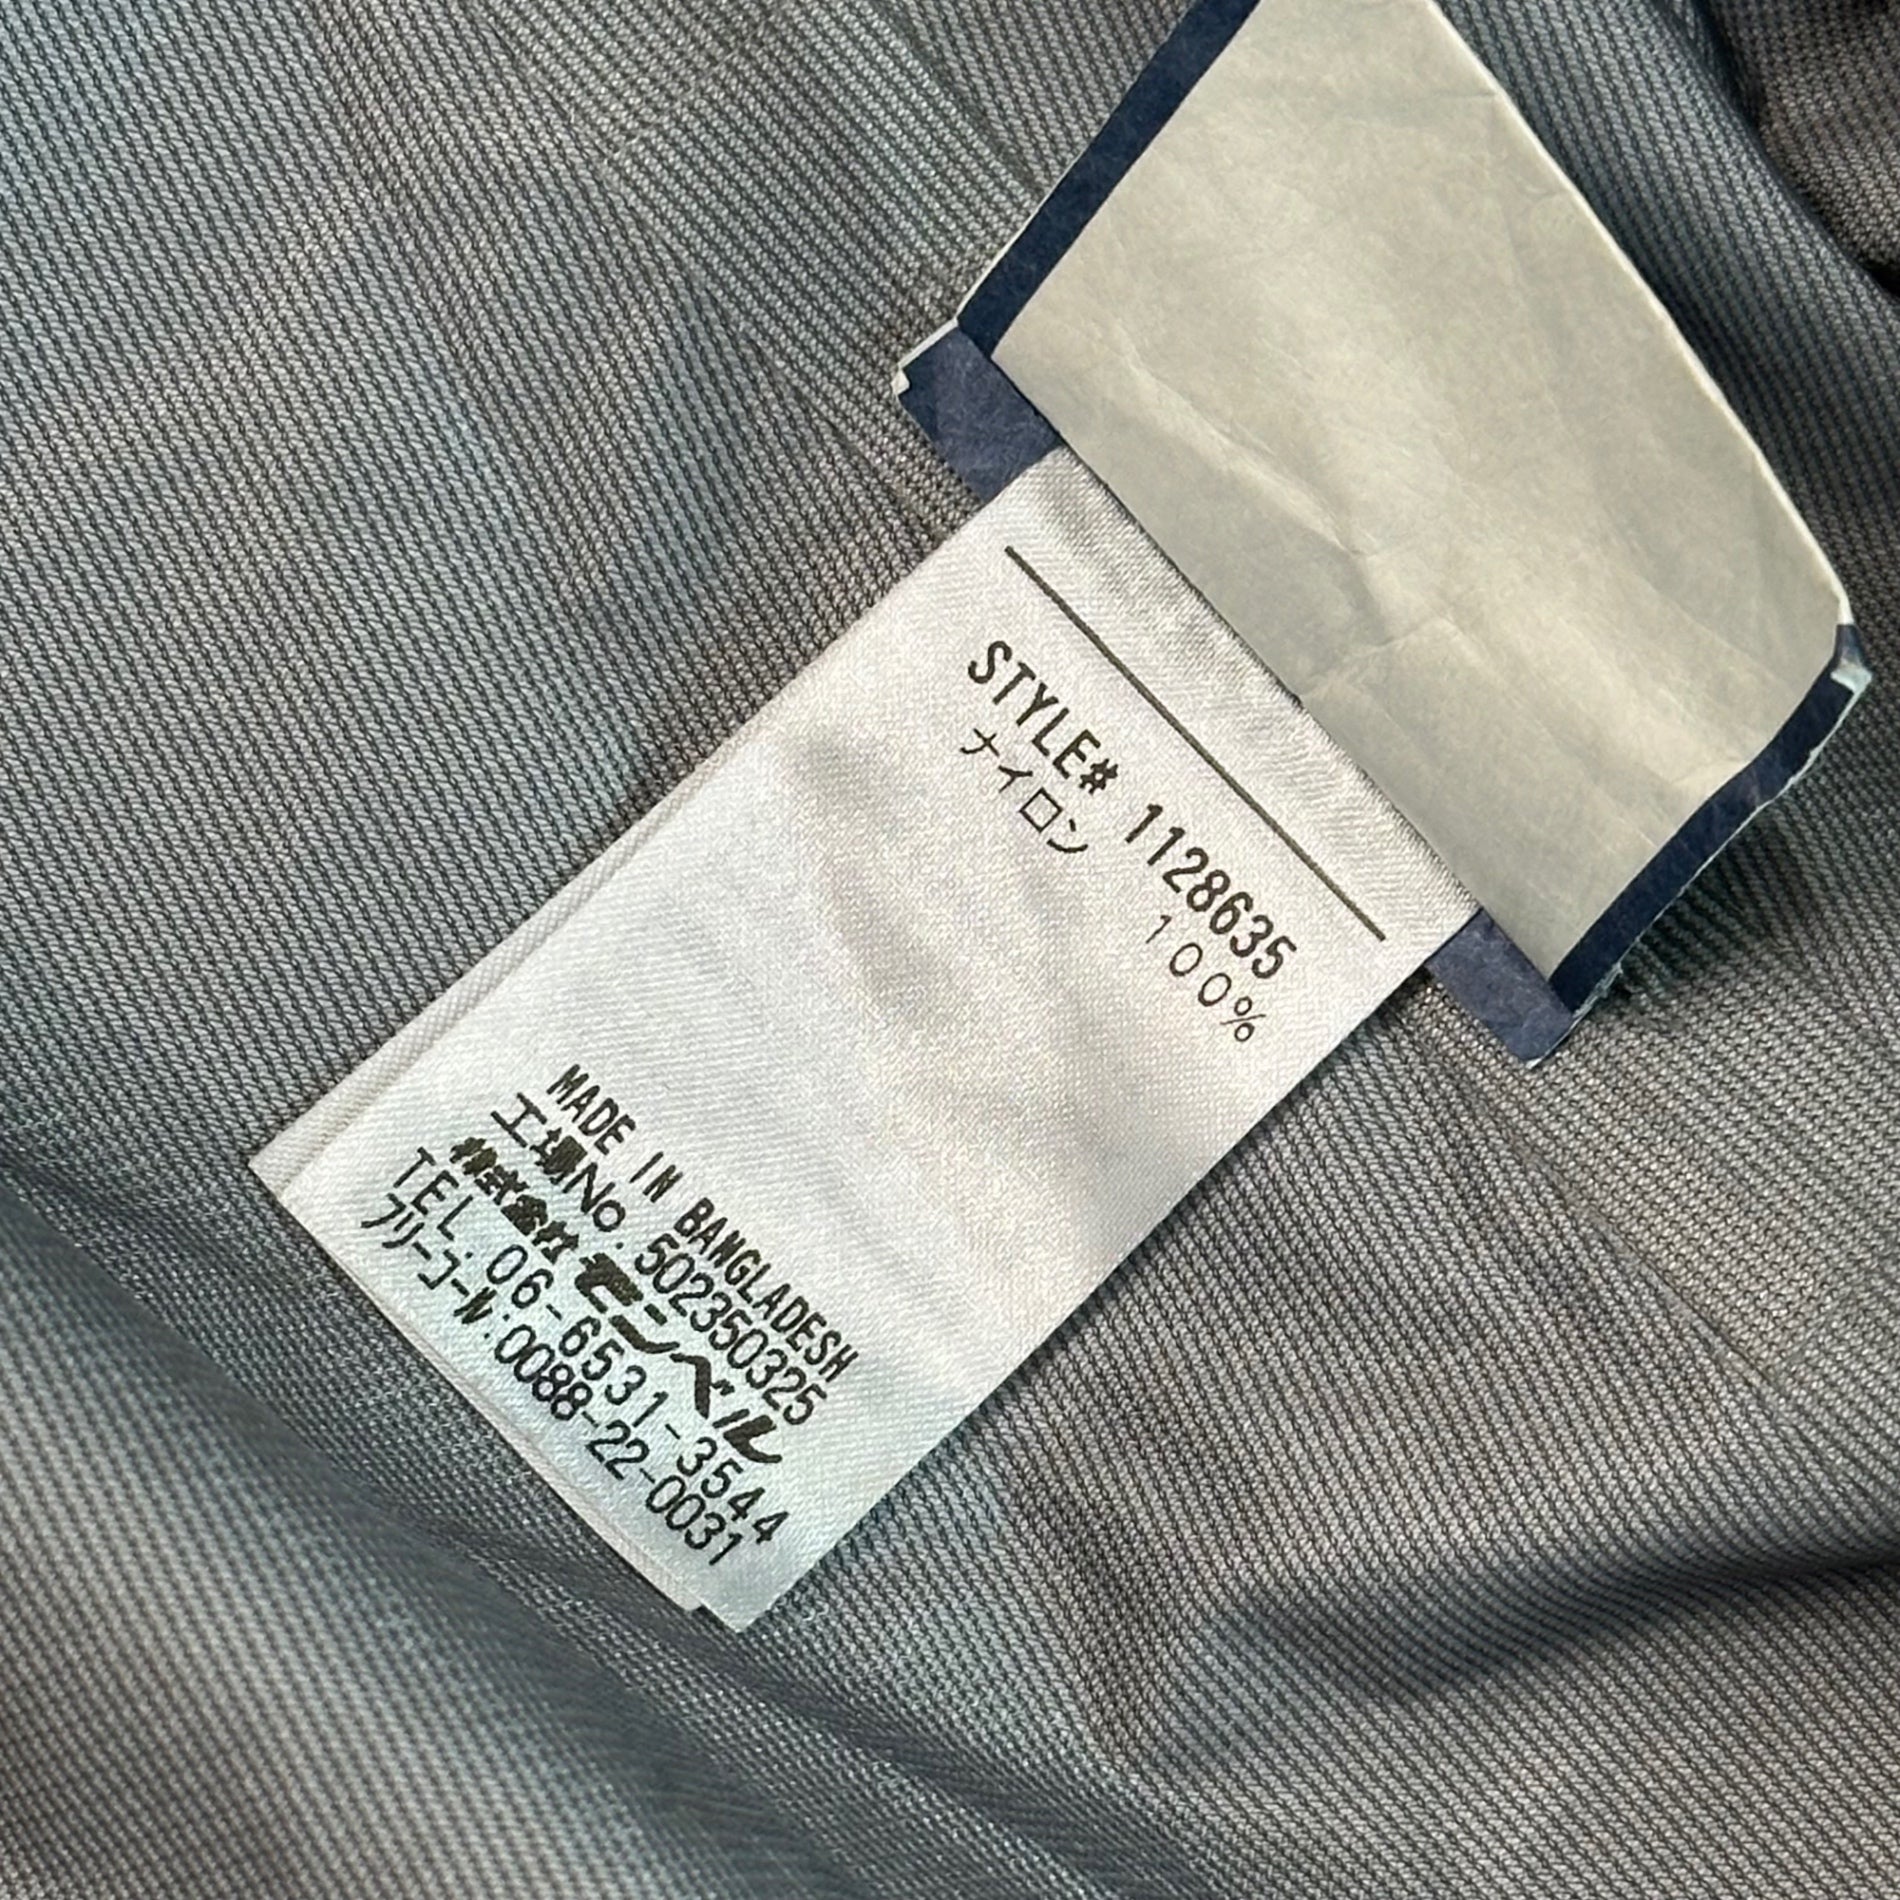 STYLE# 1128635
ナイロン 100%
MADE IN BANGLADESH
工場No.502350325
株式会社モンベル
TEL.06-6531-3544
フリーコール:0088-22-0031